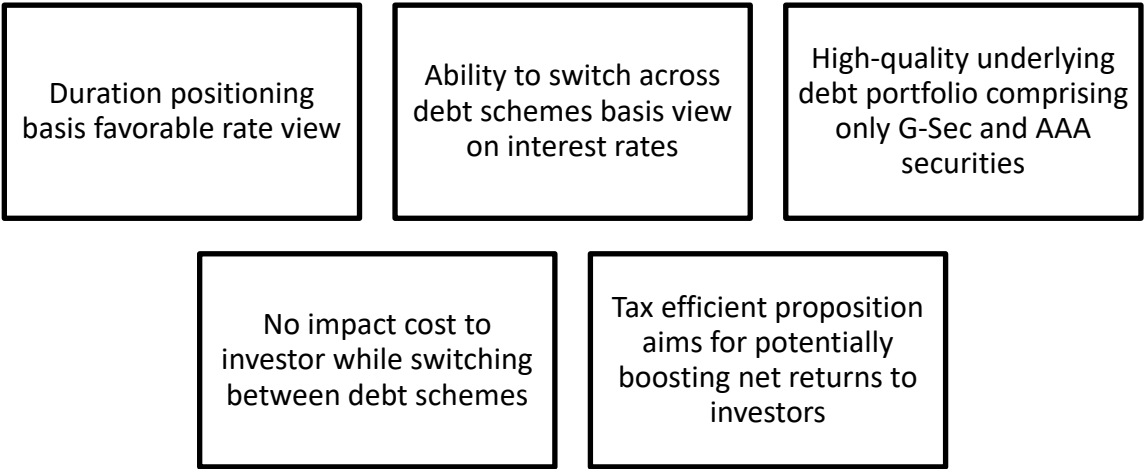 Duration positioning
basis favorable rate view
Ability to switch across
debt schemes basis view
on interest rates
High-quality underlying
debt portfolio comprising
only G-Sec and AAA
securities
No impact cost to
investor while switching
between debt schemes
Tax efficient proposition
aims for potentially
boosting net returns to
investors